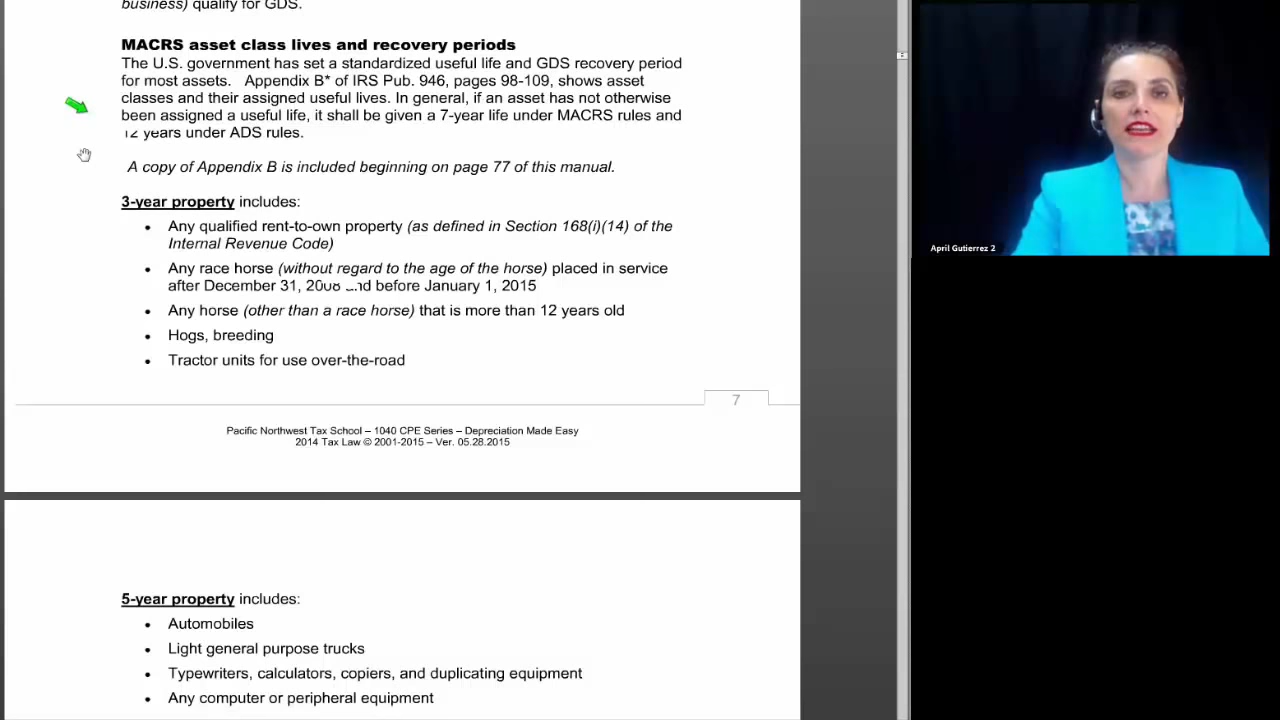 business) qualify for GDS.
MACRS asset class lives and recovery periods
The U.S. government has set a standardized useful life and GDS recovery period
for most assets. Appendix B* of IRS Pub. 946, pages 98-109, shows asset
classes and their assigned useful lives. In general, if an asset has not otherwise
been assigned a useful life, it shall be given a 7-year life under MACRS rules and
12 years under ADS rules.
A copy of Appendix B is included beginning on page 77 of this manual.
3-year property includes:
• Any qualified rent-to-own property (as defined in Section 168(i)(14) of the
Internal Revenue Code)
• Any race horse (without regard to the age of the horse) placed in service
after December 31, 2008 and before January 1, 2015
• Any horse (other than a race horse) that is more than 12 years old
• Hogs, breeding
• Tractor units for use over-the-road
7
Pacific Northwest Tax School – 1040 CPE Series – Depreciation Made Easy
2014 Tax Law © 2001-2015 – Ver. 05.28.2015
5-year property includes:
• Automobiles
• Light general purpose trucks
• Typewriters, calculators, copiers, and duplicating equipment
• Any computer or peripheral equipment
April Gutierrez 2